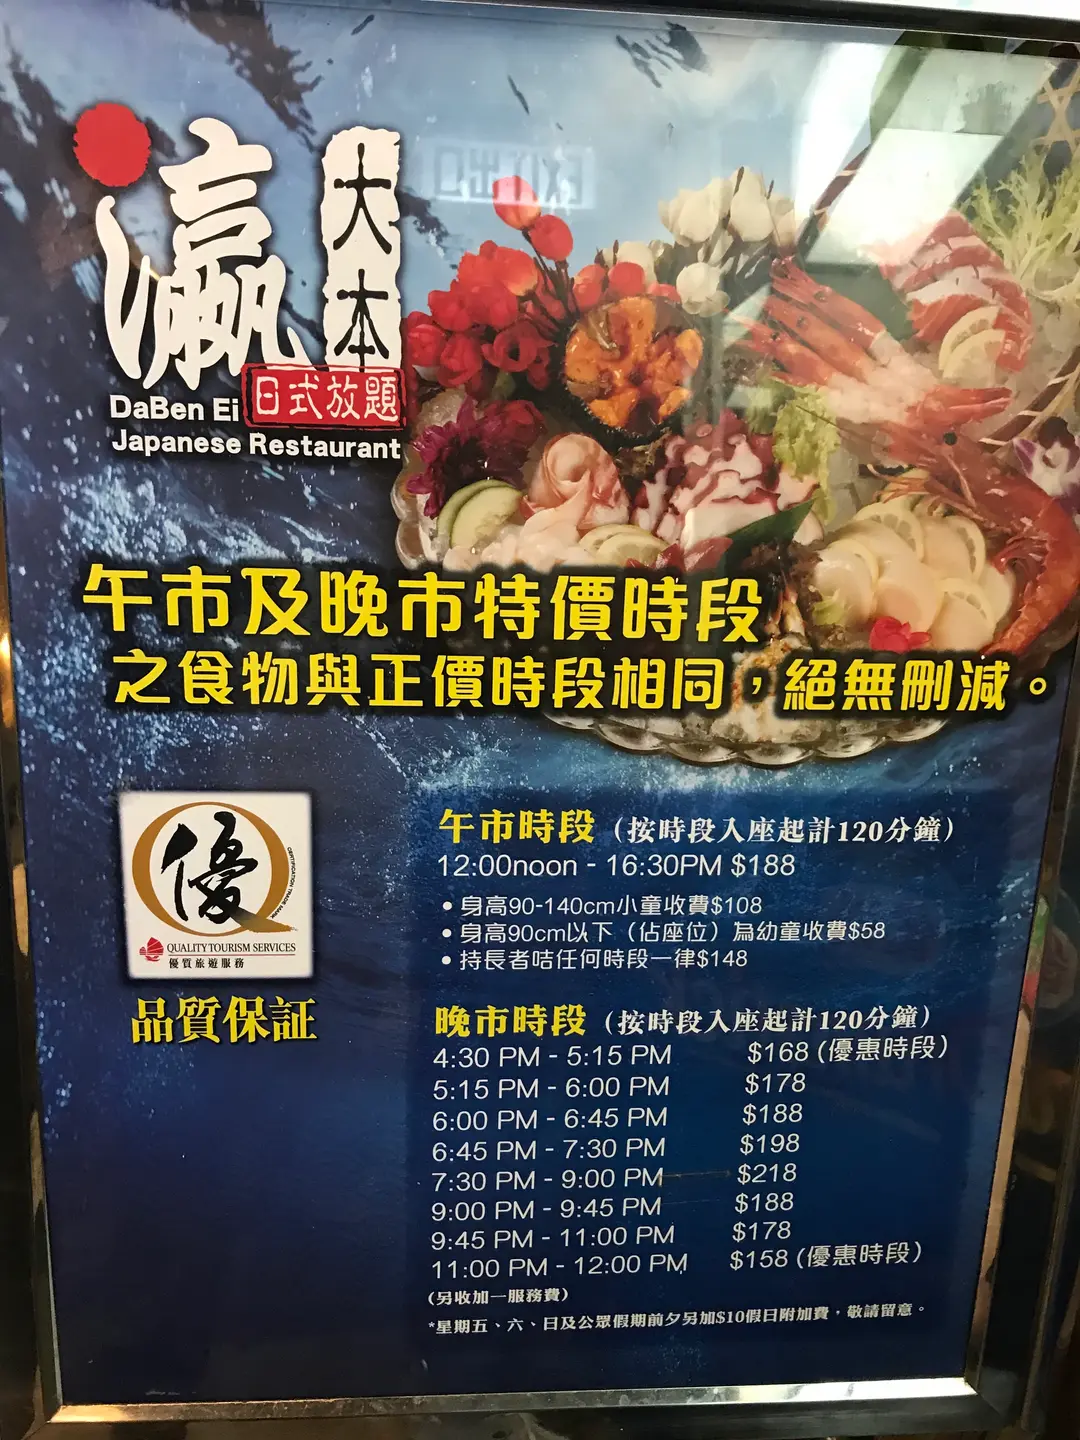 瀛
大本
日式放題
DaBen Ei
Japanese Restaurant
EXIT 出口
午市及晚市特價時段
之食物與正價時段相同，絕無刪減。
優
CERTIFICATION TRADE MARK
QUALITY TOURISM SERVICES
優質旅遊服務
品質保証
午市時段（按時段入座起計120分鐘）
12:00noon - 16:30PM $188
• 身高90-140cm小童收費$108
• 身高90cm以下（佔座位）為幼童收費$58
• 持長者咭任何時段一律$148
晚市時段（按時段入座起計120分鐘）
4:30 PM - 5:15 PM $168 (優惠時段)
5:15 PM - 6:00 PM $178
6:00 PM - 6:45 PM $188
6:45 PM - 7:30 PM $198
7:30 PM - 9:00 PM $218
9:00 PM - 9:45 PM $188
9:45 PM - 11:00 PM $178
11:00 PM - 12:00 PM $158 (優惠時段)
(另收加一服務費)
*星期五、六、日及公眾假期前夕另加$10假日附加費，敬請留意。